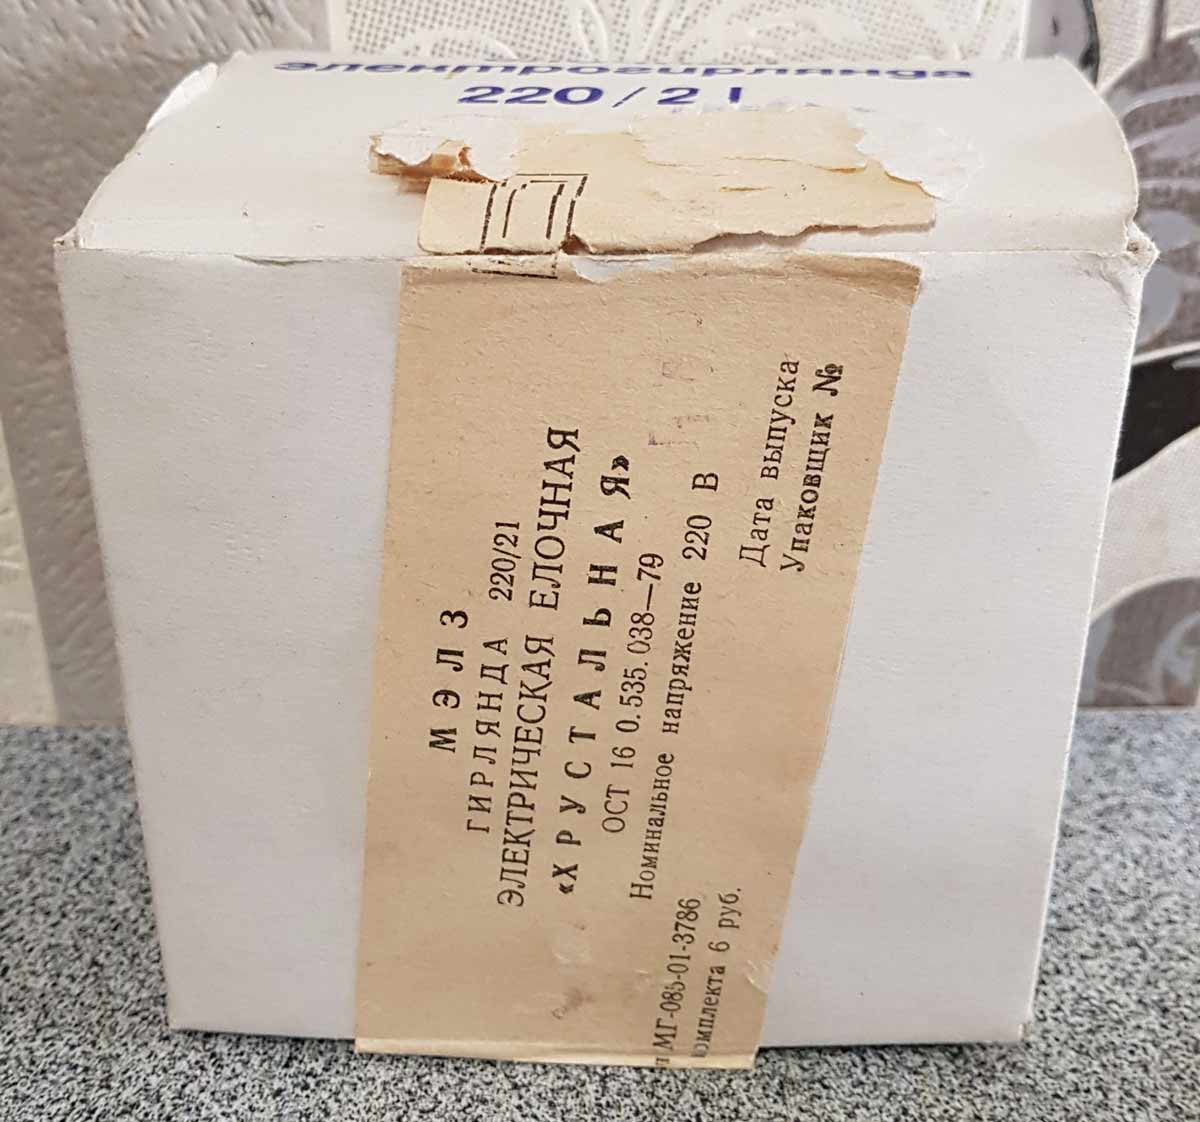 электрогирлянда
220/21
МЭЛЗ
ГИРЛЯНДА 220/21
ЭЛЕКТРИЧЕСКАЯ ЕЛОЧНАЯ
«ХРУСТАЛЬНАЯ»
ОСТ 16 0.535.038—79
Номинальное напряжение 220 В
Дата выпуска
Упаковщик №
МГ-085-01-3786
омплекта 6 руб.